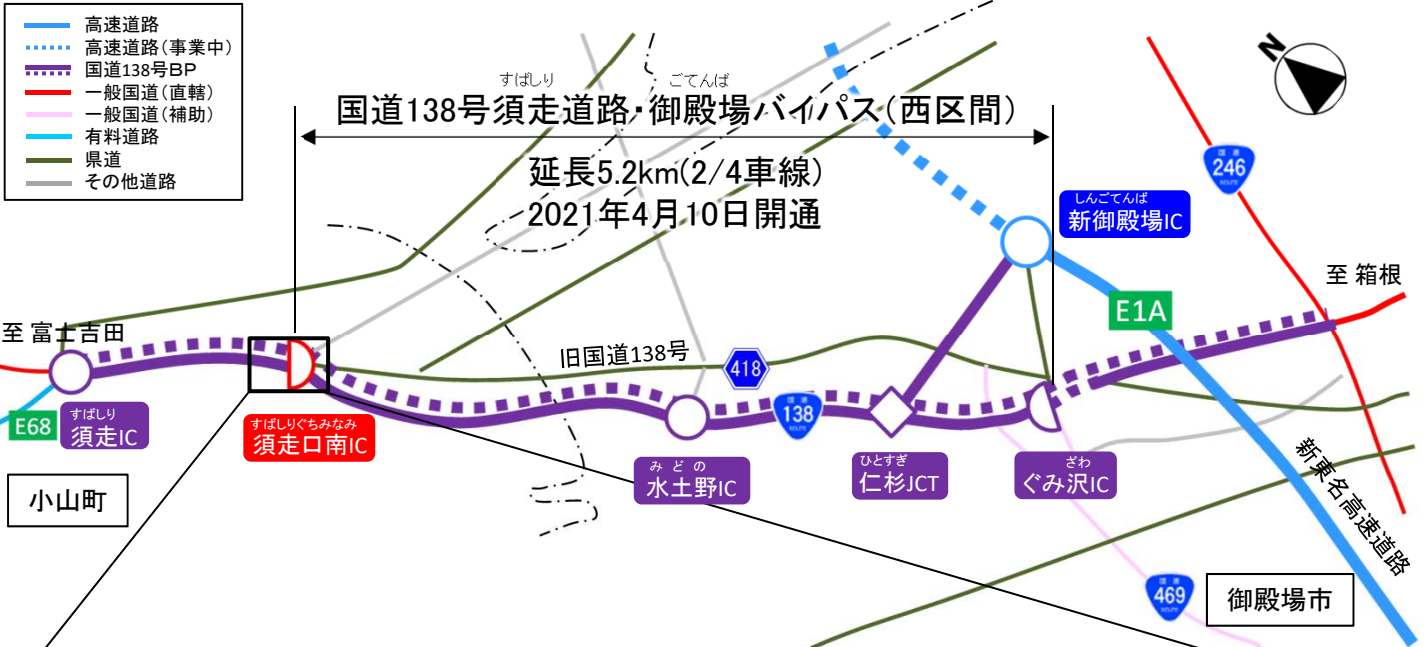 高速道路
高速道路（事業中）
国道138号BP
一般国道（直轄）
一般国道（補助）
有料道路
県道
その他道路
すばしり ごてんば
国道138号須走道路・御殿場バイパス（西区間）
延長5.2km(2/4車線)
2021年4月10日開通
N
国道
246
ROUTE
しんごてんば
新御殿場IC
至 箱根
E1A
至 富士吉田
旧国道138号
418
国道
138
ROUTE
E68
すばしり
須走IC
すばしりぐちみなみ
須走口南IC
みどの
水土野IC
ひとすぎ
仁杉JCT
ざわ
ぐみ沢IC
新東名高速道路
小山町
国道
469
ROUTE
御殿場市